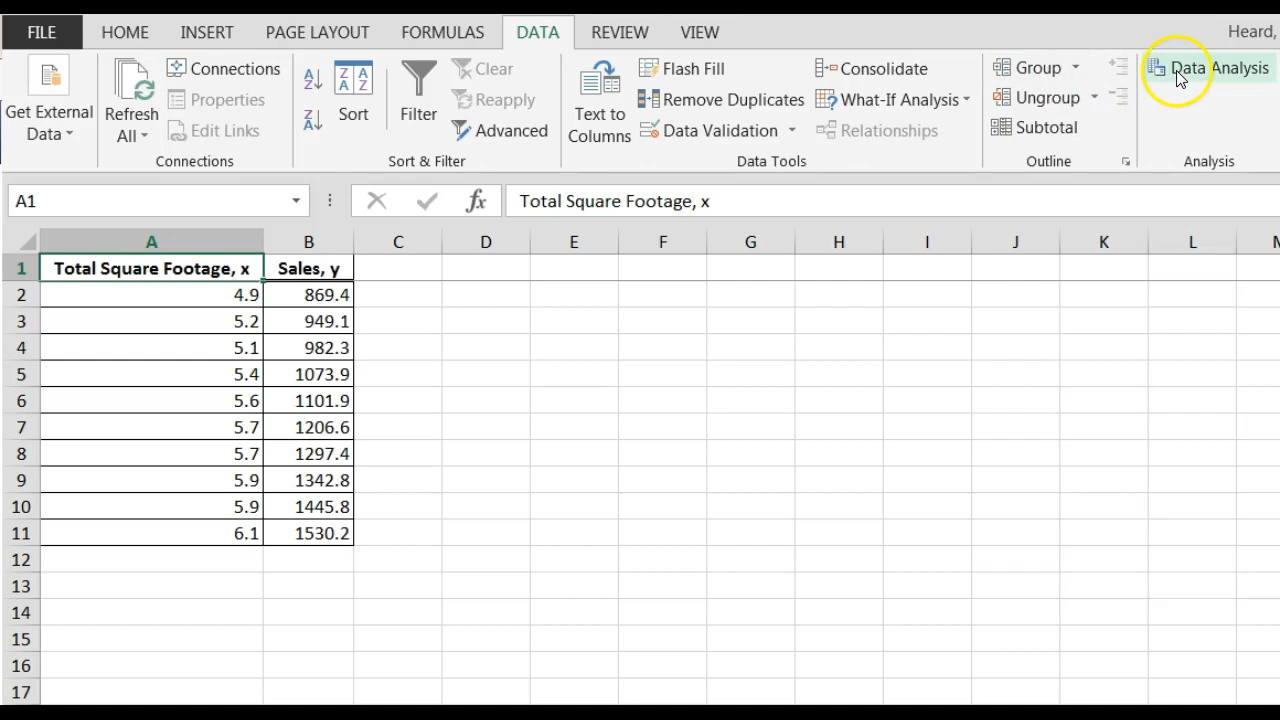 FILE HOME INSERT PAGE LAYOUT FORMULAS DATA REVIEW VIEW Heard,
Get External
Data
Refresh
All
Connections
Properties
Edit Links
Connections
A
Z
Z
A
Z A
A Z
Sort
Filter
Clear
Reapply
Advanced
Sort & Filter
Text to
Columns
Flash Fill
Remove Duplicates
Data Validation
Consolidate
What-If Analysis
Relationships
Data Tools
Group
Ungroup
Subtotal
Outline
Data Analysis
Analysis
A1 fx Total Square Footage, x
A B C D E F G H I J K L M
1 Total Square Footage, x Sales, y
2 4.9 869.4
3 5.2 949.1
4 5.1 982.3
5 5.4 1073.9
6 5.6 1101.9
7 5.7 1206.6
8 5.7 1297.4
9 5.9 1342.8
10 5.9 1445.8
11 6.1 1530.2
12
13
14
15
16
17